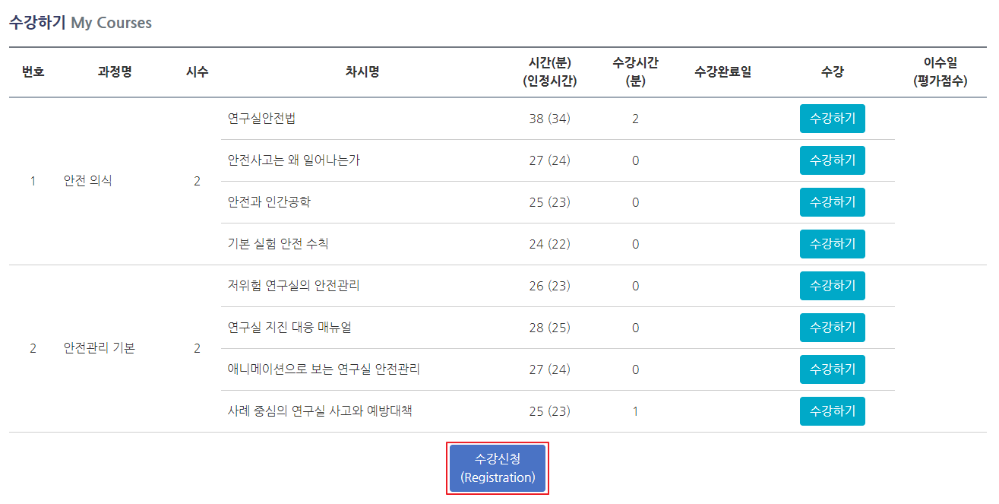 수강하기 My Courses
번호 과정명 시수 차시명 시간(분) (인정시간) 수강시간 (분) 수강완료일 수강 이수일 (평가점수)
연구실안전법 38 (34) 2 수강하기
안전사고는 왜 일어나는가 27 (24) 0 수강하기
1 안전 의식 2
안전과 인간공학 25 (23) 0 수강하기
기본 실험 안전 수칙 24 (22) 0 수강하기
저위험 연구실의 안전관리 26 (23) 0 수강하기
연구실 지진 대응 매뉴얼 28 (25) 0 수강하기
2 안전관리 기본 2
애니메이션으로 보는 연구실 안전관리 27 (24) 0 수강하기
사례 중심의 연구실 사고와 예방대책 25 (23) 1 수강하기
수강신청
(Registration)